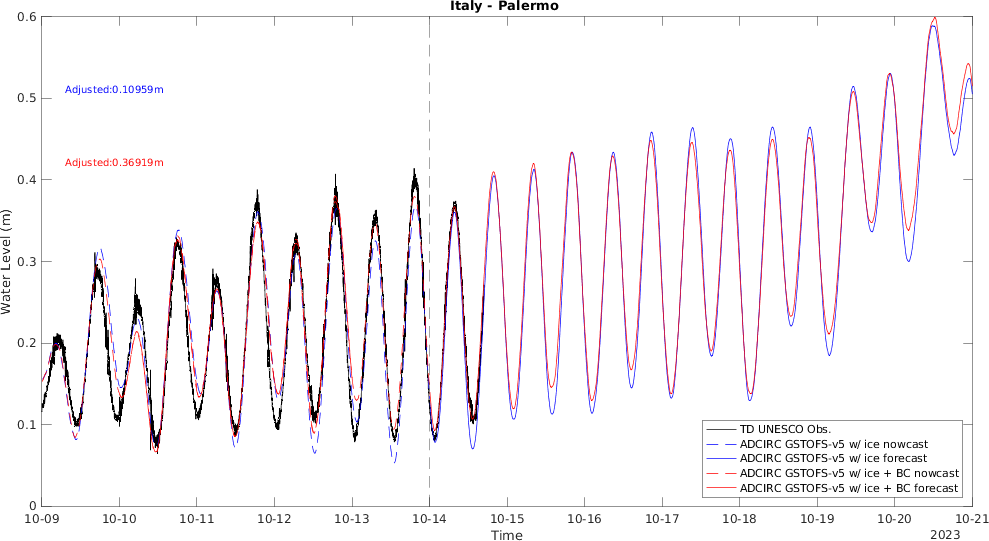 Italy - Palermo
0.6
0.5
0.4
0.3
0.2
0.1
0
Water Level (m)
Adjusted:0.10959m
Adjusted:0.36919m
TD UNESCO Obs.
ADCIRC GSTOFS-v5 w/ ice nowcast
ADCIRC GSTOFS-v5 w/ ice forecast
ADCIRC GSTOFS-v5 w/ ice + BC nowcast
ADCIRC GSTOFS-v5 w/ ice + BC forecast
10-09 10-10 10-11 10-12 10-13 10-14 10-15 10-16 10-17 10-18 10-19 10-20 10-21
Time
2023